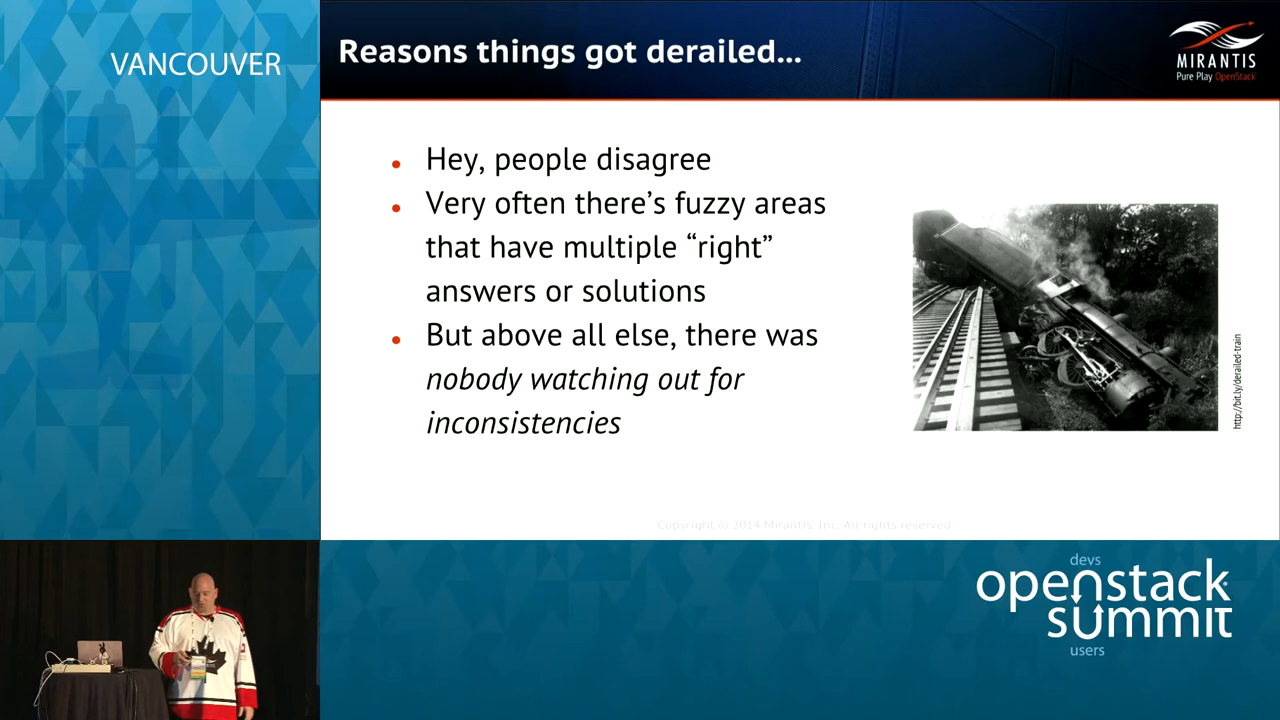 VANCOUVER
Reasons things got derailed...
MIRANTIS
Pure Play OpenStack
• Hey, people disagree
• Very often there’s fuzzy areas
that have multiple “right”
answers or solutions
• But above all else, there was
nobody watching out for
inconsistencies
http://bit.ly/derailed-train
Copyright © 2014 Mirantis, Inc. All rights reserved
devs
openstack
summit
users